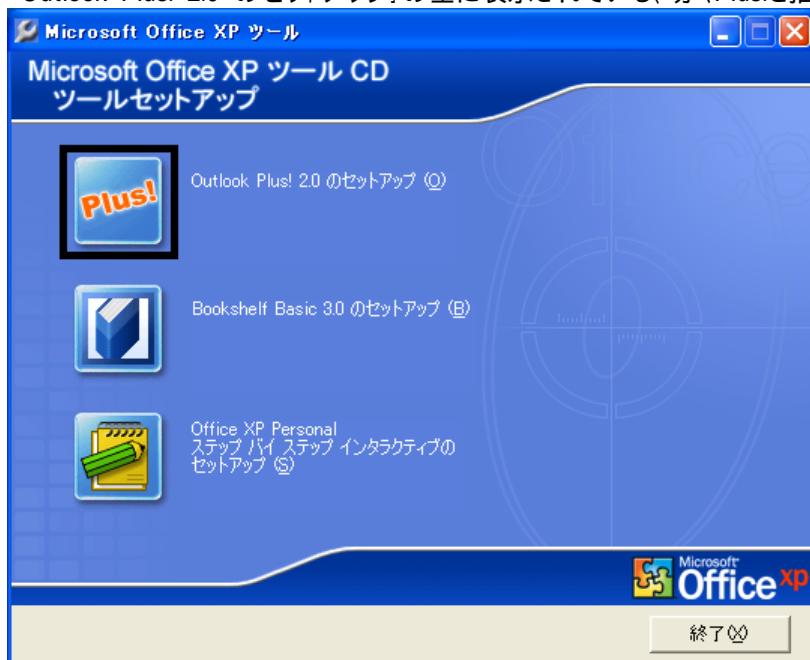 Microsoft Office XP ツール
Microsoft Office XP ツール CD
ツールセットアップ
Plus!
Outlook Plus! 2.0 のセットアップ (O)
Bookshelf Basic 3.0 のセットアップ (B)
Office XP Personal
ステップ バイ ステップ インタラクティブの
セットアップ (S)
Microsoft
Office xp
終了(X)